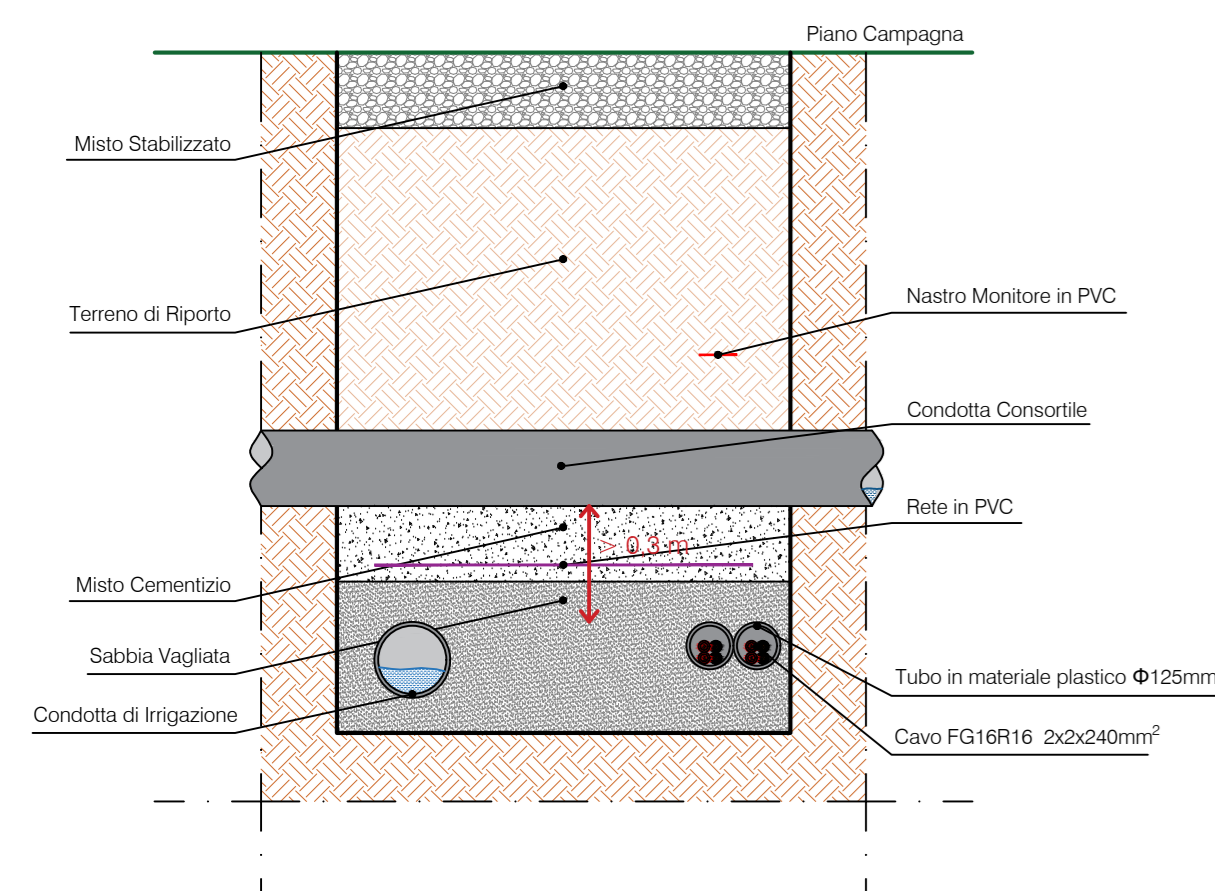 Piano Campagna
Misto Stabilizzato
Terreno di Riporto
Nastro Monitore in PVC
Condotta Consortile
Rete in PVC
> 0,3 m
Misto Cementizio
Sabbia Vagliata
Tubo in materiale plastico Φ125mm
Condotta di Irrigazione
Cavo FG16R16 2x2x240mm²